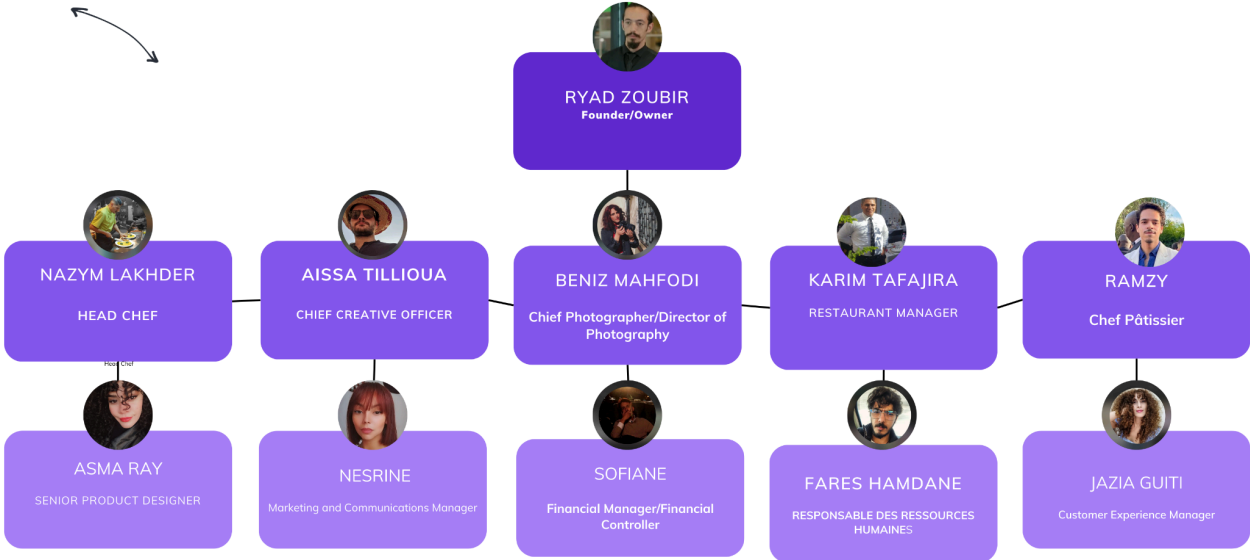 RYAD ZOUBIR
Founder/Owner
NAZYM LAKHDER
HEAD CHEF
AISSA TILLIOUA
CHIEF CREATIVE OFFICER
BENIZ MAHFODI
Chief Photographer/Director of
Photography
KARIM TAFAJIRA
RESTAURANT MANAGER
RAMZY
Chef Pâtissier
Head Chef
ASMA RAY
SENIOR PRODUCT DESIGNER
NESRINE
Marketing and Communications Manager
SOFIANE
Financial Manager/Financial
Controller
FARES HAMDANE
RESPONSABLE DES RESSOURCES
HUMAINES
JAZIA GUITI
Customer Experience Manager